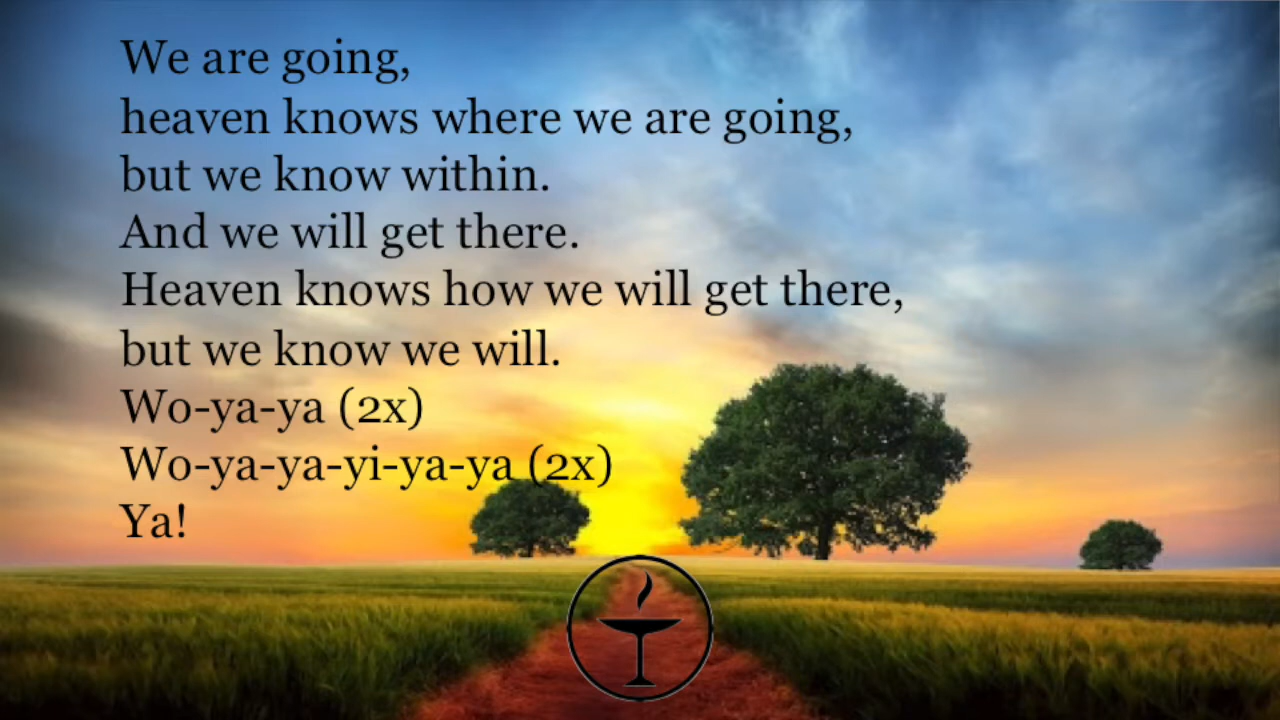 We are going,
heaven knows where we are going,
but we know within.
And we will get there.
Heaven knows how we will get there,
but we know we will.
Wo-ya-ya (2x)
Wo-ya-ya-yi-ya-ya (2x)
Ya!